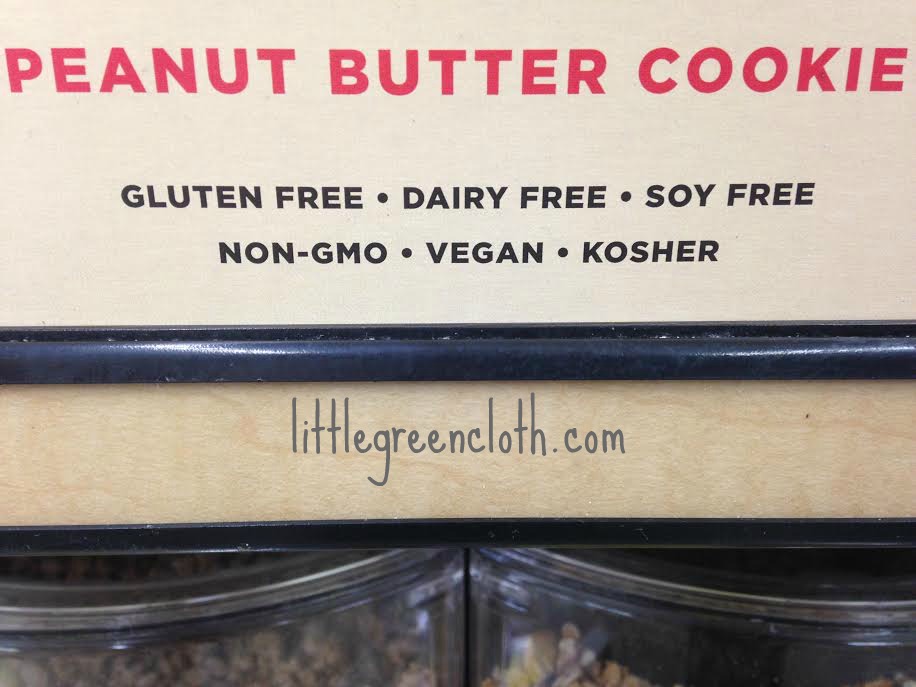 PEANUT BUTTER COOKIE
GLUTEN FREE • DAIRY FREE • SOY FREE
NON-GMO • VEGAN • KOSHER
littlegreencloth.com